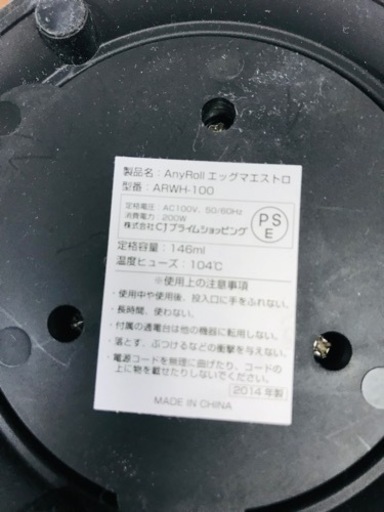 製品名：AnyRoll エッグマエストロ
型番：ARWH-100
定格電圧：AC100V、50/60Hz
消費電力：200W
株式会社CJプライムショッピング
PS
E
定格容量：146ml
温度ヒューズ：104℃
※使用上の注意事項
・使用中や使用後、投入口に手をふれない。
・長時間、使わない。
・付属の通電台は他の機器に転用しない。
・落とす、ぶつけるなどの衝撃を与えない。
・電源コードを無理に曲げたり、コードの
上に物を載せたりしないでください。
2014年製
MADE IN CHINA